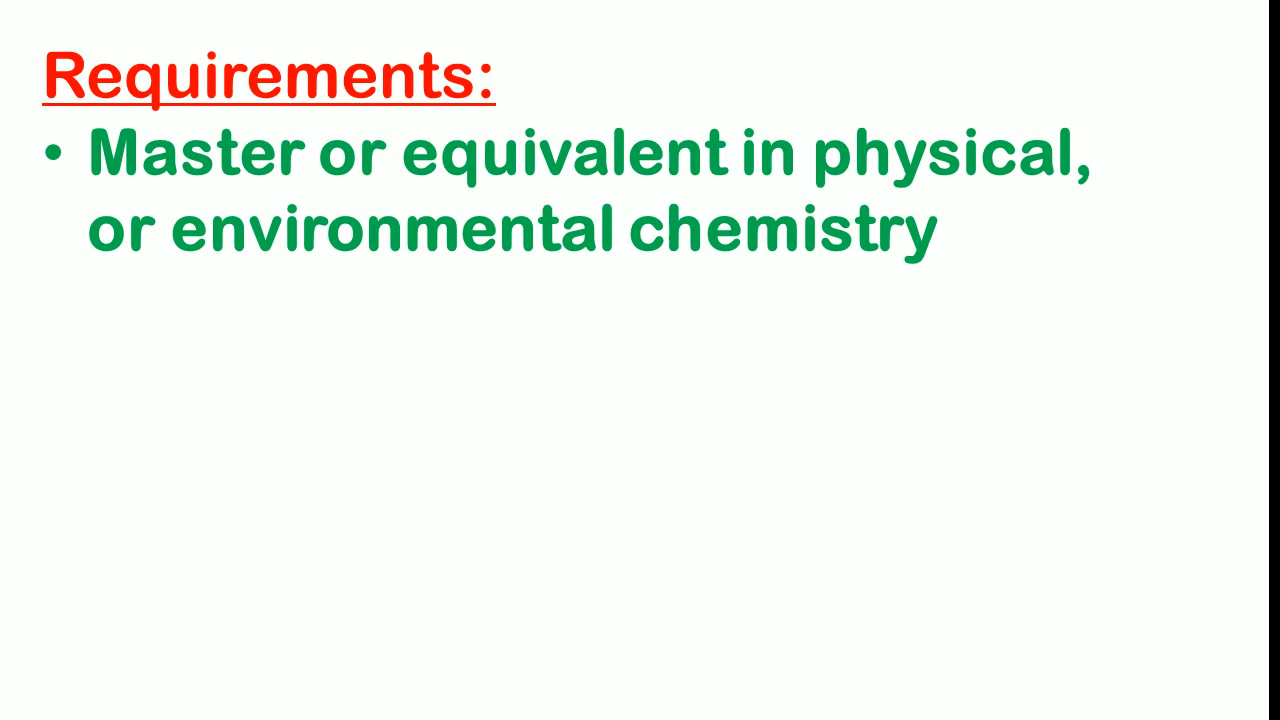 Requirements:
• Master or equivalent in physical,
or environmental chemistry